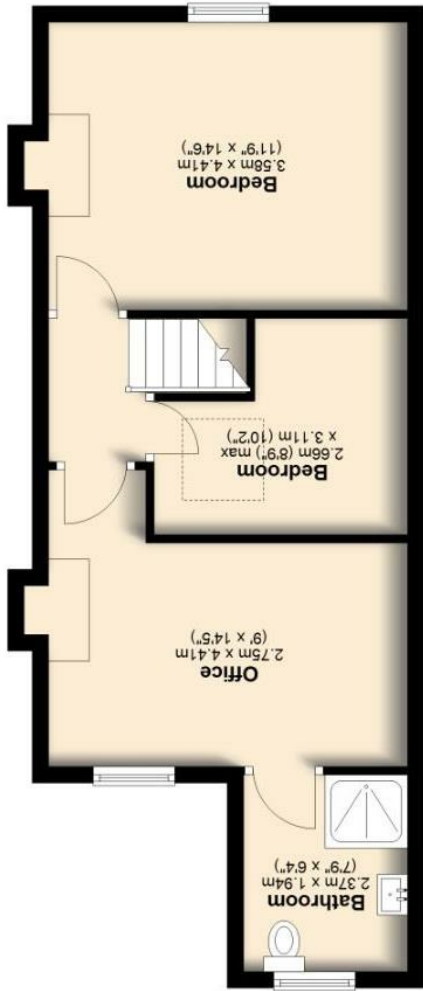 Bathroom
2.37m x 1.94m
(7'9" x 6'4")
Office
2.75m x 4.41m
(9' x 14'5")
Bedroom
2.66m (8'9") max
x 3.11m (10'2")
Bedroom
3.58m x 4.41m
(11'9" x 14'6")